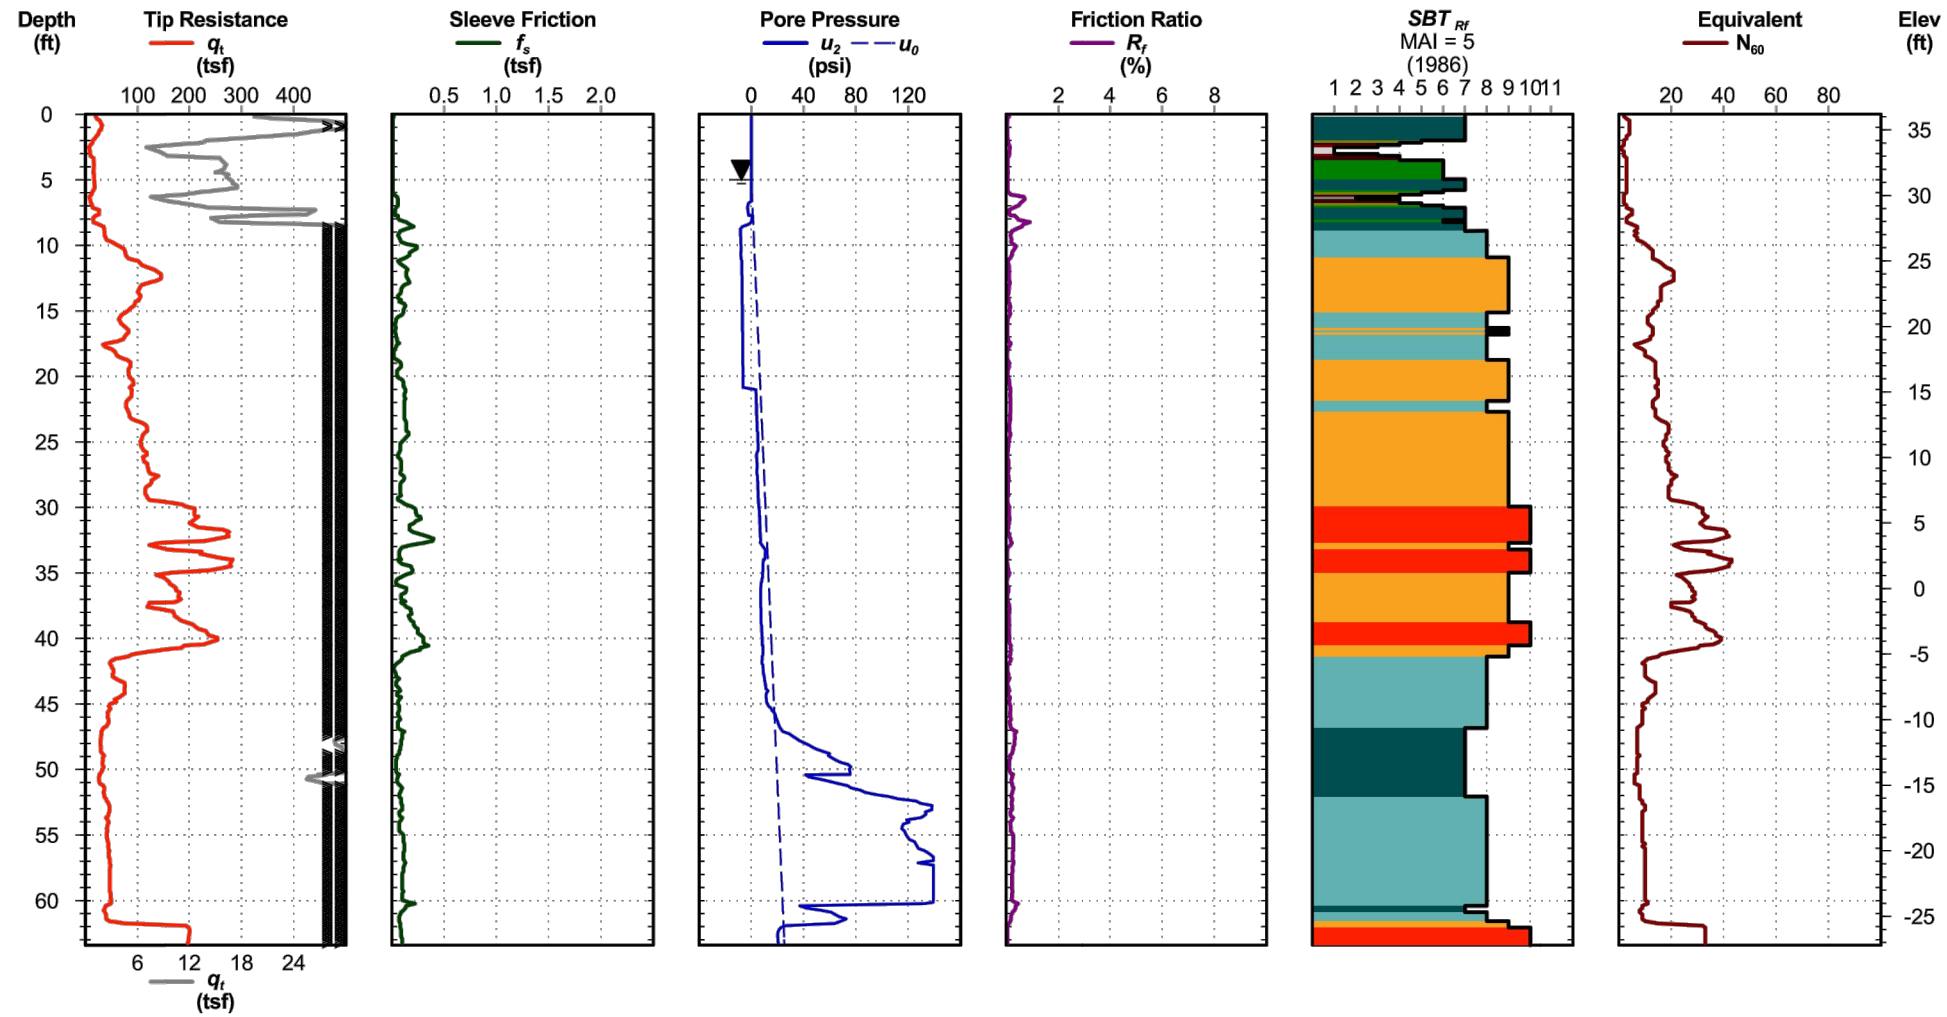 Depth
(ft)
Tip Resistance
qt
(tsf)
Sleeve Friction
fs
(tsf)
Pore Pressure
u2 u0
(psi)
Friction Ratio
Rf
(%)
SBT Rf
MAI = 5
(1986)
Equivalent
N60
Elev
(ft)
100 200 300 400
0.5 1.0 1.5 2.0
0 40 80 120
2 4 6 8
1 2 3 4 5 6 7 8 9 10 11
20 40 60 80
0
5
10
15
20
25
30
35
40
45
50
55
60
35
30
25
20
15
10
5
0
-5
-10
-15
-20
-25
6 12 18 24
qt
(tsf)